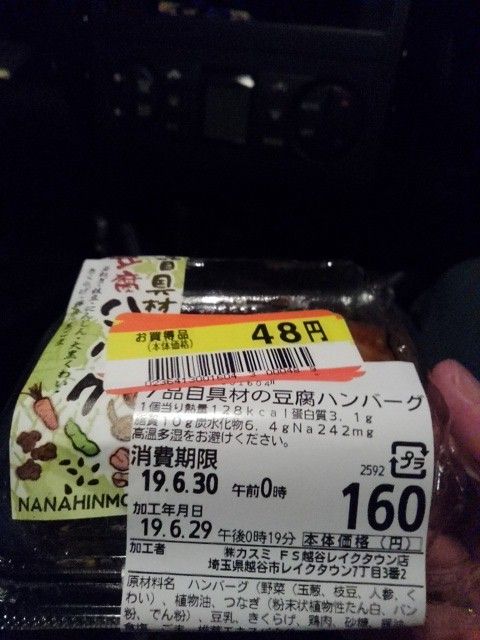 お買得品
(本体価格)
48円
7品目具材の豆腐ハンバーグ
1個当り熱量128kcal蛋白質3.1g
脂質10g炭水化物6.4gNa242mg
高温多湿をお避けください。
消費期限
19.6.30 午前0時
2592
プラ
160
加工年月日
19.6.29 午後0時19分 本体価格(円)
加工者 ㈱カスミ FS越谷レイクタウン店
埼玉県越谷市レイクタウン7丁目3番2
原材料名 ハンバーグ(野菜(玉葱、枝豆、人参、く
わい)、植物油、つなぎ(粉末状植物性たん白、パン
粉、でん粉)、豆乳、きくらげ、鶏肉、砂糖、醤油
目具材
NANAHINMO